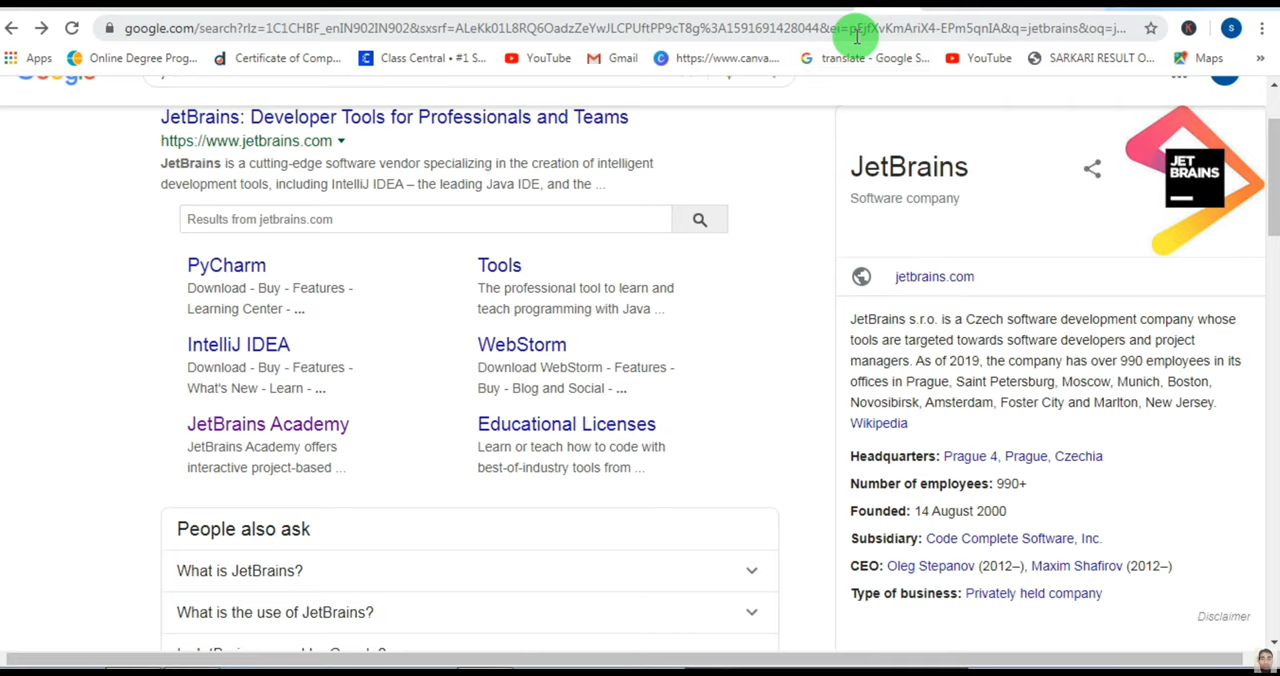 google.com/search?rlz=1C1CHBF_enIN902IN902&sxsrf=ALeKk01L8RQ6OadzZeYwJLCPUftPP9cT8g%3A1591691428044&ei=pEjfXvKmAriX4-EPm5qnIA&q=jetbrains&oq=j...
K
S
Apps
Online Degree Prog...
Certificate of Comp...
Class Central • #1 S...
YouTube
Gmail
https://www.canva....
translate - Google S...
YouTube
SARKARI RESULT O...
Maps
»
JetBrains: Developer Tools for Professionals and Teams
https://www.jetbrains.com
JetBrains is a cutting-edge software vendor specializing in the creation of intelligent
development tools, including IntelliJ IDEA – the leading Java IDE, and the ...
Results from jetbrains.com
PyCharm
Download - Buy - Features -
Learning Center - ...
Tools
The professional tool to learn and
teach programming with Java ...
IntelliJ IDEA
Download - Buy - Features -
What's New - Learn - ...
WebStorm
Download WebStorm - Features -
Buy - Blog and Social - ...
JetBrains Academy
JetBrains Academy offers
interactive project-based ...
Educational Licenses
Learn or teach how to code with
best-of-industry tools from ...
People also ask
What is JetBrains?
What is the use of JetBrains?
JetBrains
Software company
JET
BRAINS
jetbrains.com
JetBrains s.r.o. is a Czech software development company whose
tools are targeted towards software developers and project
managers. As of 2019, the company has over 990 employees in its
offices in Prague, Saint Petersburg, Moscow, Munich, Boston,
Novosibirsk, Amsterdam, Foster City and Marlton, New Jersey.
Wikipedia
Headquarters: Prague 4, Prague, Czechia
Number of employees: 990+
Founded: 14 August 2000
Subsidiary: Code Complete Software, Inc.
CEO: Oleg Stepanov (2012–), Maxim Shafirov (2012–)
Type of business: Privately held company
Disclaimer